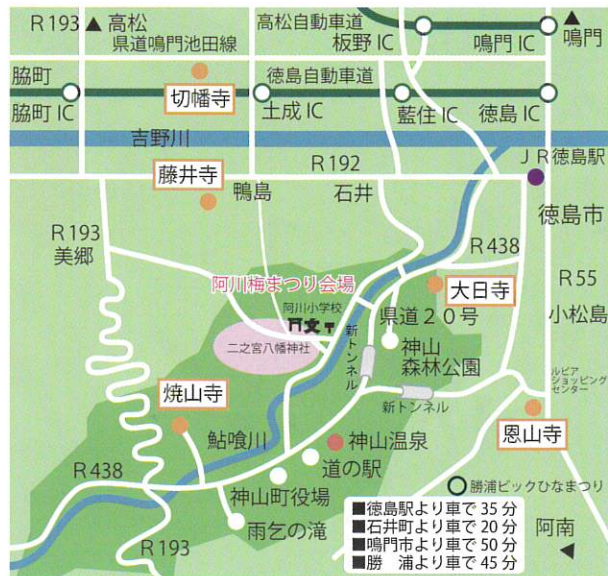 R193
高松
県道鳴門池田線
高松自動車道
板野 IC
鳴門 IC
鳴門
脇町
徳島自動車道
切幡寺
脇町 IC
土成 IC
藍住 IC
徳島 IC
吉野川
R192
JR徳島駅
藤井寺
鴨島
石井
徳島市
R193
美郷
R438
阿川梅まつり会場
大日寺
R55
阿川小学校
県道20号
小松島
二之宮八幡神社
新トンネル
神山
森林公園
ルピア
ショッピング
センター
焼山寺
新トンネル
恩山寺
鮎喰川
神山温泉
道の駅
R438
神山町役場
勝浦ビックひなまつり
雨乞の滝
R193
■徳島駅より車で 35 分
■石井町より車で 20 分
■鳴門市より車で 50 分
■勝 浦より車で 45 分
阿南